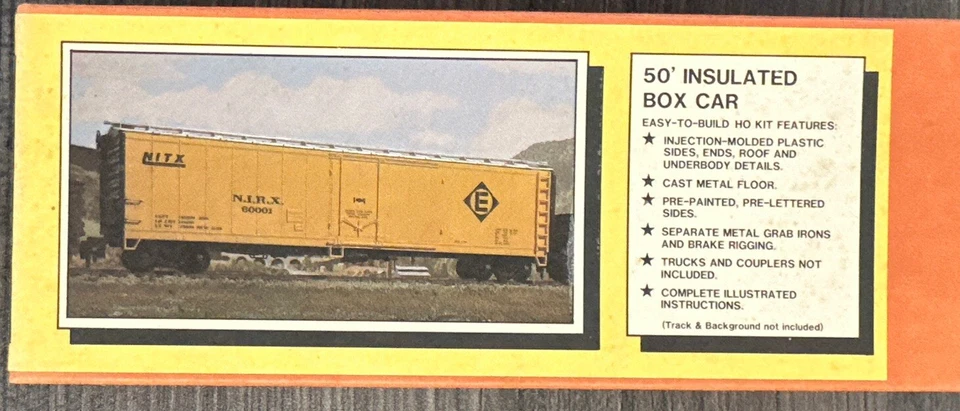 NITX
N.I.R.X.
60001
E
50' INSULATED
BOX CAR
EASY-TO-BUILD HO KIT FEATURES:
★ INJECTION-MOLDED PLASTIC
SIDES, ENDS, ROOF AND
UNDERBODY DETAILS.
★ CAST METAL FLOOR.
★ PRE-PAINTED, PRE-LETTERED
SIDES.
★ SEPARATE METAL GRAB IRONS
AND BRAKE RIGGING.
★ TRUCKS AND COUPLERS NOT
INCLUDED.
★ COMPLETE ILLUSTRATED
INSTRUCTIONS.
(Track & Background not included)